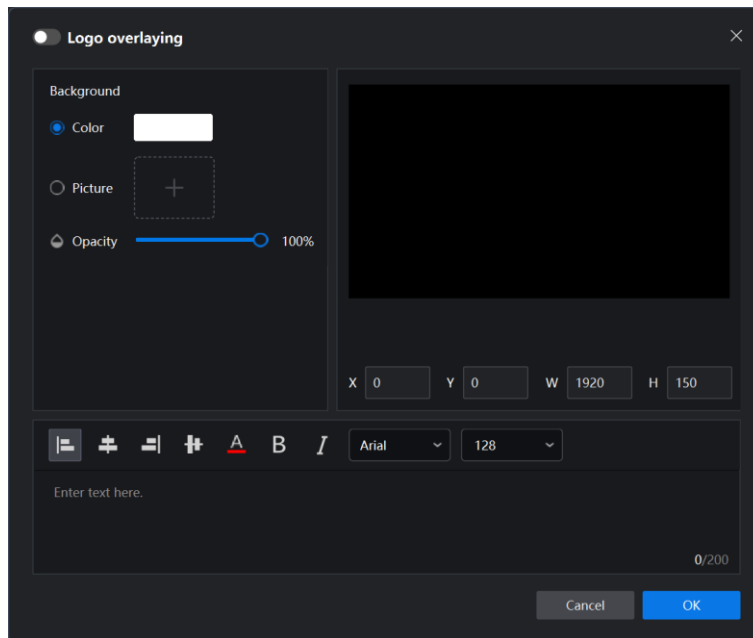 Logo overlaying
Background
Color
Picture
Opacity 100%
X 0 Y 0 W 1920 H 150
A B I Arial 128
Enter text here.
0/200
Cancel OK